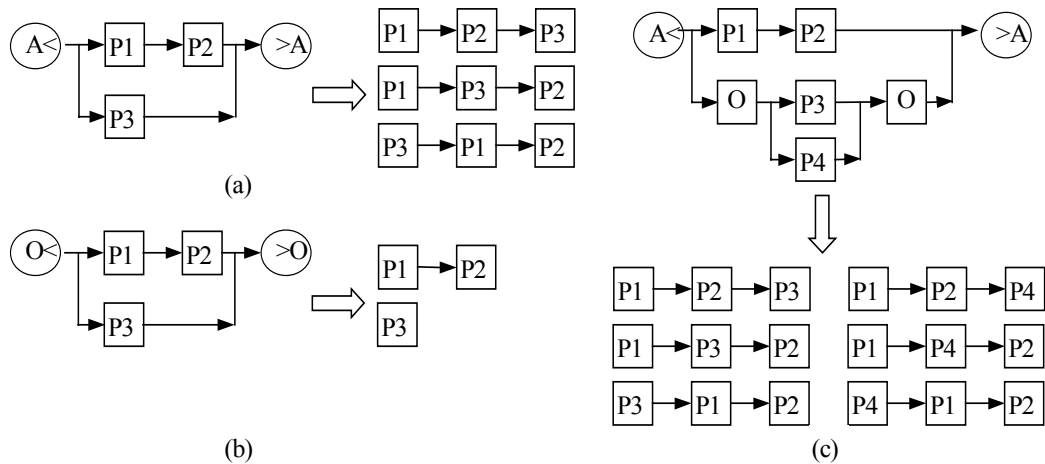 A< P1 P2 >A
P3
P1 P2 P3
P1 P3 P2
P3 P1 P2
(a)
O< P1 P2 >O
P3
P1 P2
P3
(b)
A< P1 P2 >A
O P3 O
P4
P1 P2 P3
P1 P3 P2
P3 P1 P2
P1 P2 P4
P1 P4 P2
P4 P1 P2
(c)